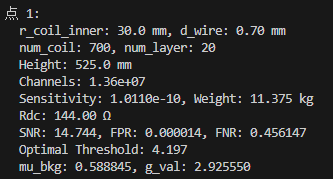 点 1:
r_coil_inner: 30.0 mm, d_wire: 0.70 mm
num_coil: 700, num_layer: 20
Height: 525.0 mm
Channels: 1.36e+07
Sensitivity: 1.0110e-10, Weight: 11.375 kg
Rdc: 144.00 Ω
SNR: 14.744, FPR: 0.000014, FNR: 0.456147
Optimal Threshold: 4.197
mu_bkg: 0.588845, g_val: 2.925550